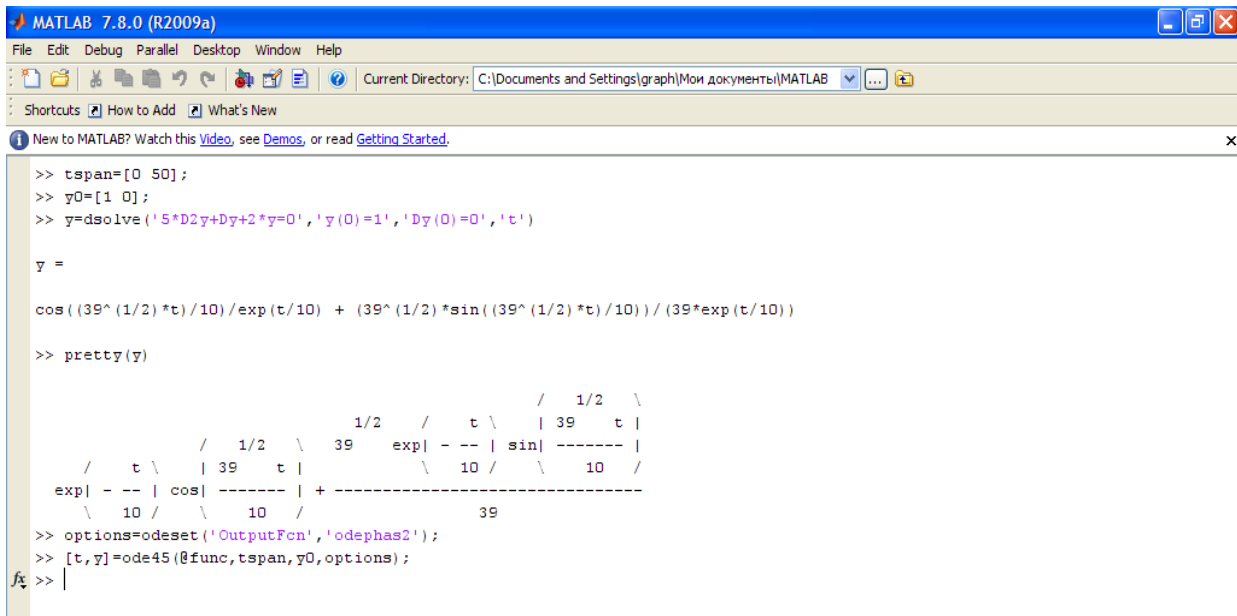 MATLAB 7.8.0 (R2009a)
File Edit Debug Parallel Desktop Window Help
Current Directory: C:\Documents and Settings\graph\Мои документы\MATLAB ...
Shortcuts How to Add What's New
New to MATLAB? Watch this Video, see Demos, or read Getting Started.
>> tspan=[0 50];
>> y0=[1 0];
>> y=dsolve('5*D2y+Dy+2*y=0','y(0)=1','Dy(0)=0','t')
y =
cos((39^(1/2)*t)/10)/exp(t/10) + (39^(1/2)*sin((39^(1/2)*t)/10))/(39*exp(t/10))
>> pretty(y)
                                              /   1/2   \
                              1/2    /    t \    | 39    t |
               /   1/2   \   39    exp| - -- | sin| ------- |
    /    t \    | 39    t |            \   10 /    \    10   /
 exp| - -- | cos| ------- | + --------------------------------
    \   10 /    \    10   /                39
>> options=odeset('OutputFcn','odephas2');
>> [t,y]=ode45(@func,tspan,y0,options);
fx >>